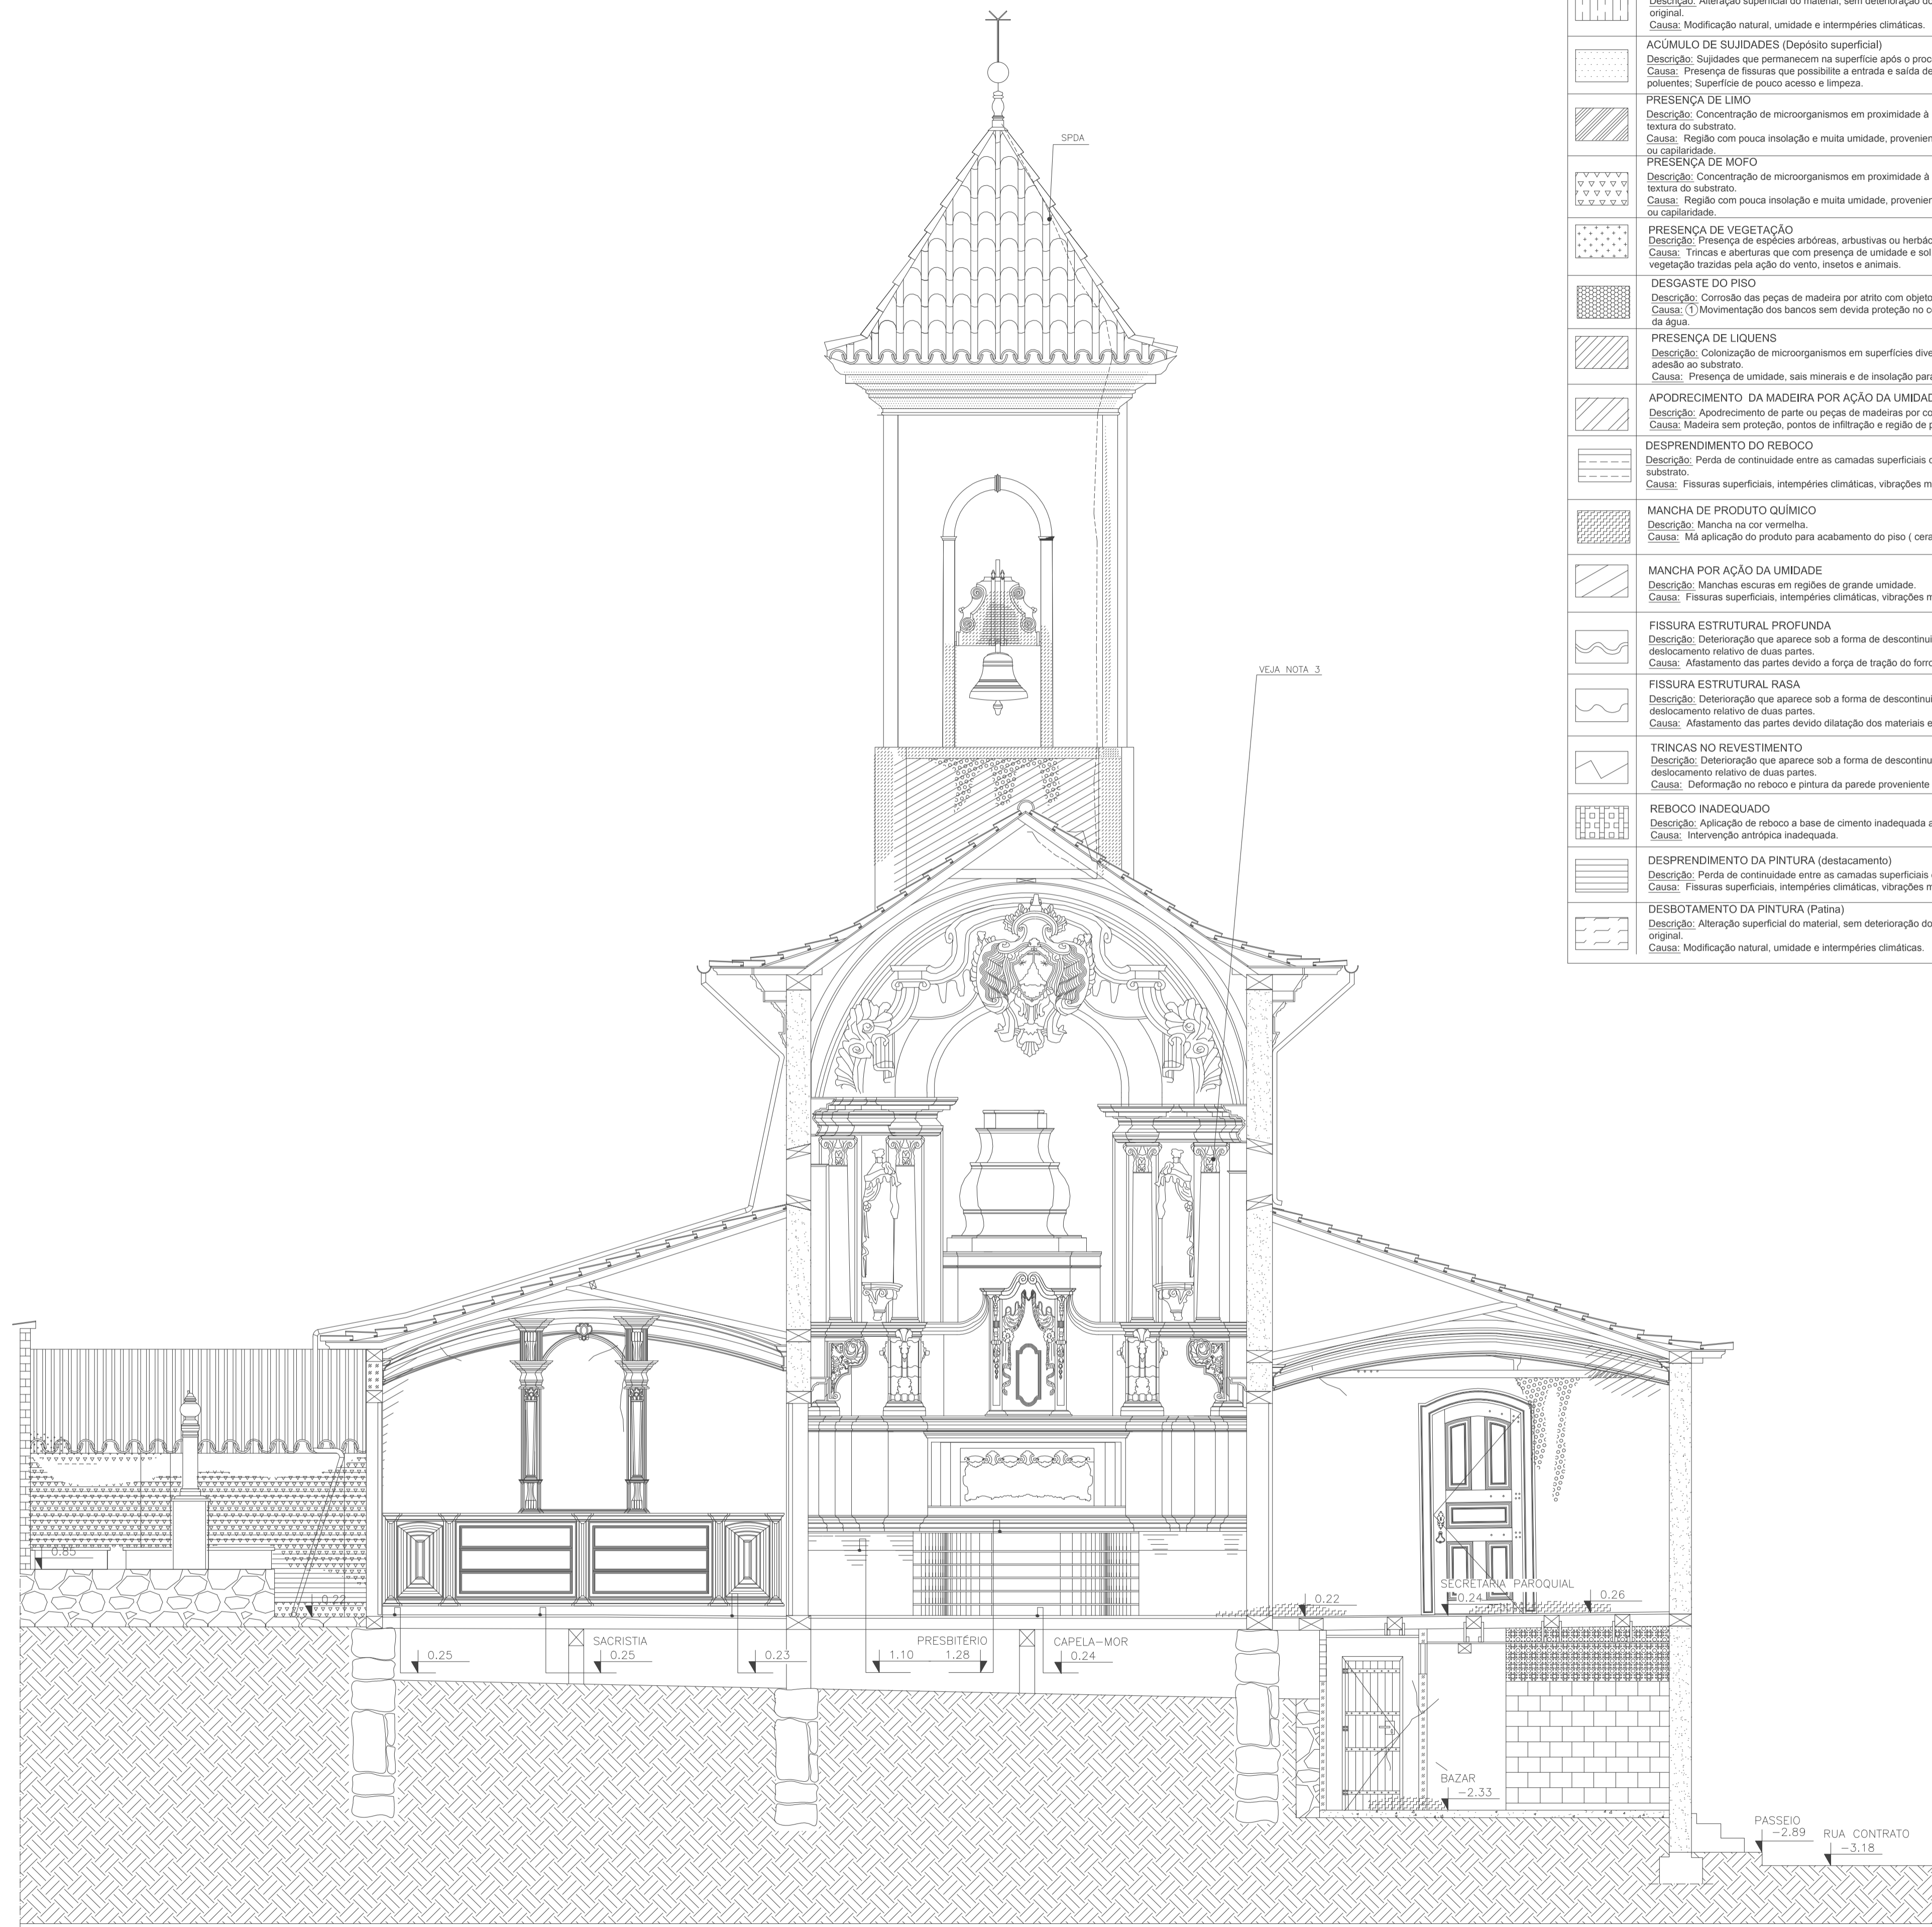 Descrição: Alteração superficial do material, sem deterioração do
original.
Causa: Modificação natural, umidade e intermpéries climáticas.
ACÚMULO DE SUJIDADES (Depósito superficial)
Descrição: Sujidades que permanecem na superfície após o proc
Causa: Presença de fissuras que possibilite a entrada e saída de
poluentes; Superfície de pouco acesso e limpeza.
PRESENÇA DE LIMO
Descrição: Concentração de microorganismos em proximidade à
textura do substrato.
Causa: Região com pouca insolação e muita umidade, provenien
ou capilaridade.
PRESENÇA DE MOFO
Descrição: Concentração de microorganismos em proximidade à
textura do substrato.
Causa: Região com pouca insolação e muita umidade, provenien
ou capilaridade.
PRESENÇA DE VEGETAÇÃO
Descrição: Presença de espécies arbóreas, arbustivas ou herbác
Causa: Trincas e aberturas que com presença de umidade e sol
vegetação trazidas pela ação do vento, insetos e animais.
DESGASTE DO PISO
Descrição: Corrosão das peças de madeira por atrito com objeto
Causa: 1 Movimentação dos bancos sem devida proteção no c
da água.
PRESENÇA DE LIQUENS
Descrição: Colonização de microorganismos em superfícies dive
adesão ao substrato.
Causa: Presença de umidade, sais minerais e de insolação para
APODRECIMENTO DA MADEIRA POR AÇÃO DA UMIDAD
Descrição: Apodrecimento de parte ou peças de madeiras por co
Causa: Madeira sem proteção, pontos de infiltração e região de p
DESPRENDIMENTO DO REBOCO
Descrição: Perda de continuidade entre as camadas superficiais d
substrato.
Causa: Fissuras superficiais, intempéries climáticas, vibrações m
MANCHA DE PRODUTO QUÍMICO
Descrição: Mancha na cor vermelha.
Causa: Má aplicação do produto para acabamento do piso ( cera
MANCHA POR AÇÃO DA UMIDADE
Descrição: Manchas escuras em regiões de grande umidade.
Causa: Fissuras superficiais, intempéries climáticas, vibrações m
FISSURA ESTRUTURAL PROFUNDA
Descrição: Deterioração que aparece sob a forma de descontinui
deslocamento relativo de duas partes.
Causa: Afastamento das partes devido a força de tração do forro
FISSURA ESTRUTURAL RASA
Descrição: Deterioração que aparece sob a forma de descontinui
deslocamento relativo de duas partes.
Causa: Afastamento das partes devido dilatação dos materiais e
TRINCAS NO REVESTIMENTO
Descrição: Deterioração que aparece sob a forma de descontinu
deslocamento relativo de duas partes.
Causa: Deformação no reboco e pintura da parede proveniente
REBOCO INADEQUADO
Descrição: Aplicação de reboco a base de cimento inadequada a
Causa: Intervenção antrópica inadequada.
DESPRENDIMENTO DA PINTURA (destacamento)
Descrição: Perda de continuidade entre as camadas superficiais
Causa: Fissuras superficiais, intempéries climáticas, vibrações m
DESBOTAMENTO DA PINTURA (Patina)
Descrição: Alteração superficial do material, sem deterioração do
original.
Causa: Modificação natural, umidade e intermpéries climáticas.
SPDA
VEJA NOTA 3
0.85
0.22
0.22
SECRETARIA PAROQUIAL
0.24
0.26
0.25
SACRISTIA
0.25
0.23
PRESBITÉRIO
1.10
1.28
CAPELA-MOR
0.24
BAZAR
-2.33
PASSEIO
-2.89
RUA CONTRATO
-3.18